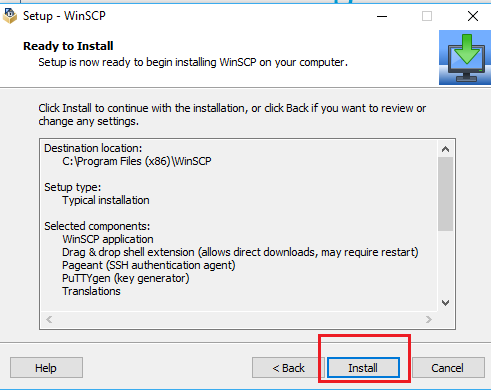 Setup - WinSCP
Ready to Install
Setup is now ready to begin installing WinSCP on your computer.
Click Install to continue with the installation, or click Back if you want to review or
change any settings.
Destination location:
C:\Program Files (x86)\WinSCP
Setup type:
Typical installation
Selected components:
WinSCP application
Drag & drop shell extension (allows direct downloads, may require restart)
Pageant (SSH authentication agent)
PuTTYgen (key generator)
Translations
Help
< Back
Install
Cancel